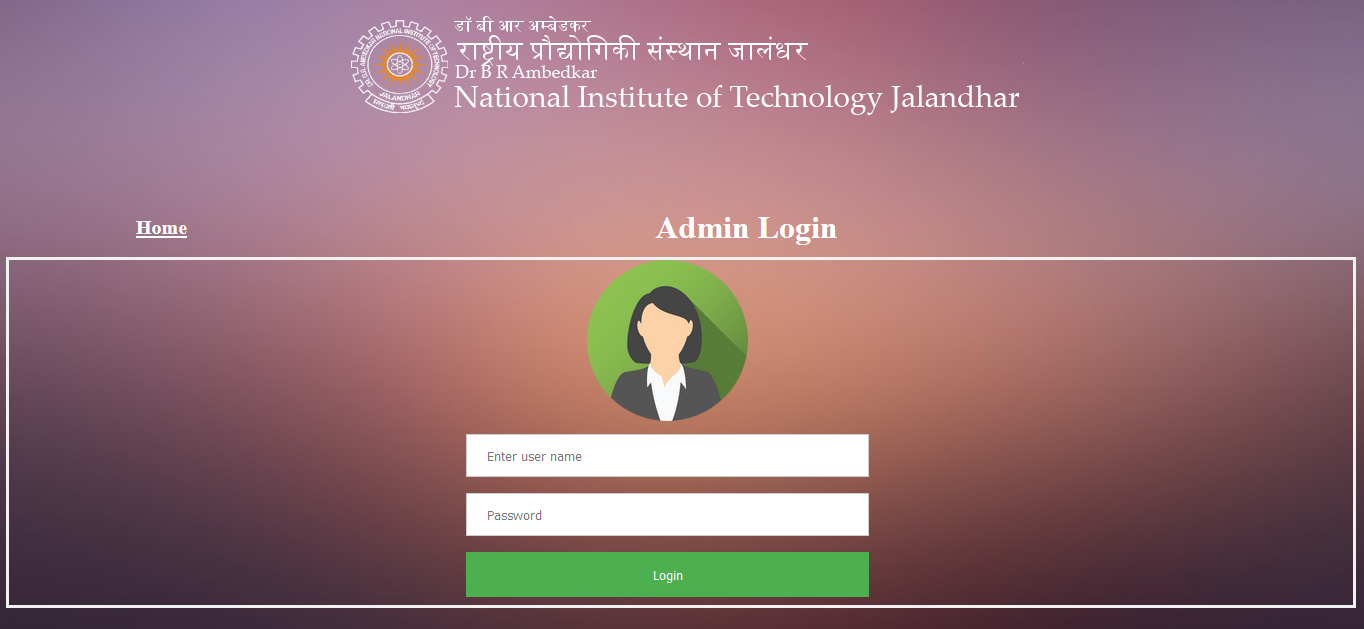 डॉ बी आर अम्बेडकर
राष्ट्रीय प्रौद्योगिकी संस्थान जालंधर
Dr B R Ambedkar
National Institute of Technology Jalandhar
JALANDHAR
Home
Admin Login
Enter user name
Password
Login